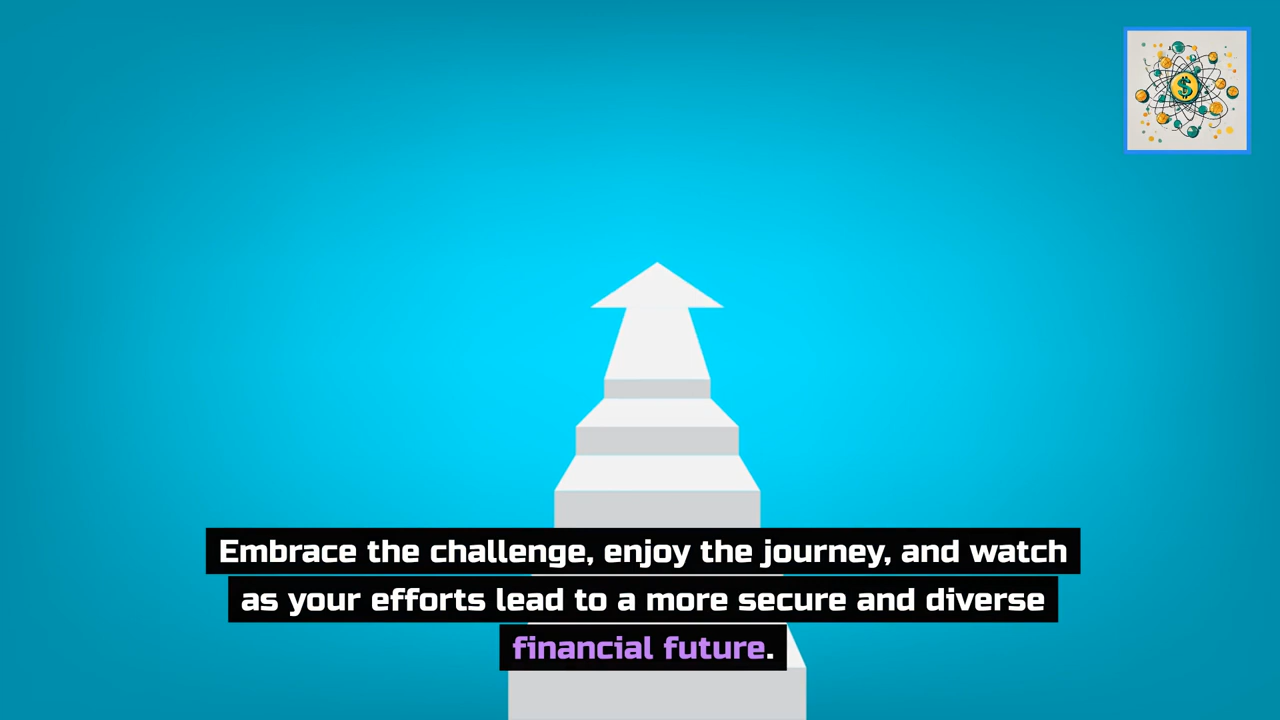 $
Embrace the challenge, enjoy the journey, and watch
as your efforts lead to a more secure and diverse
financial future.